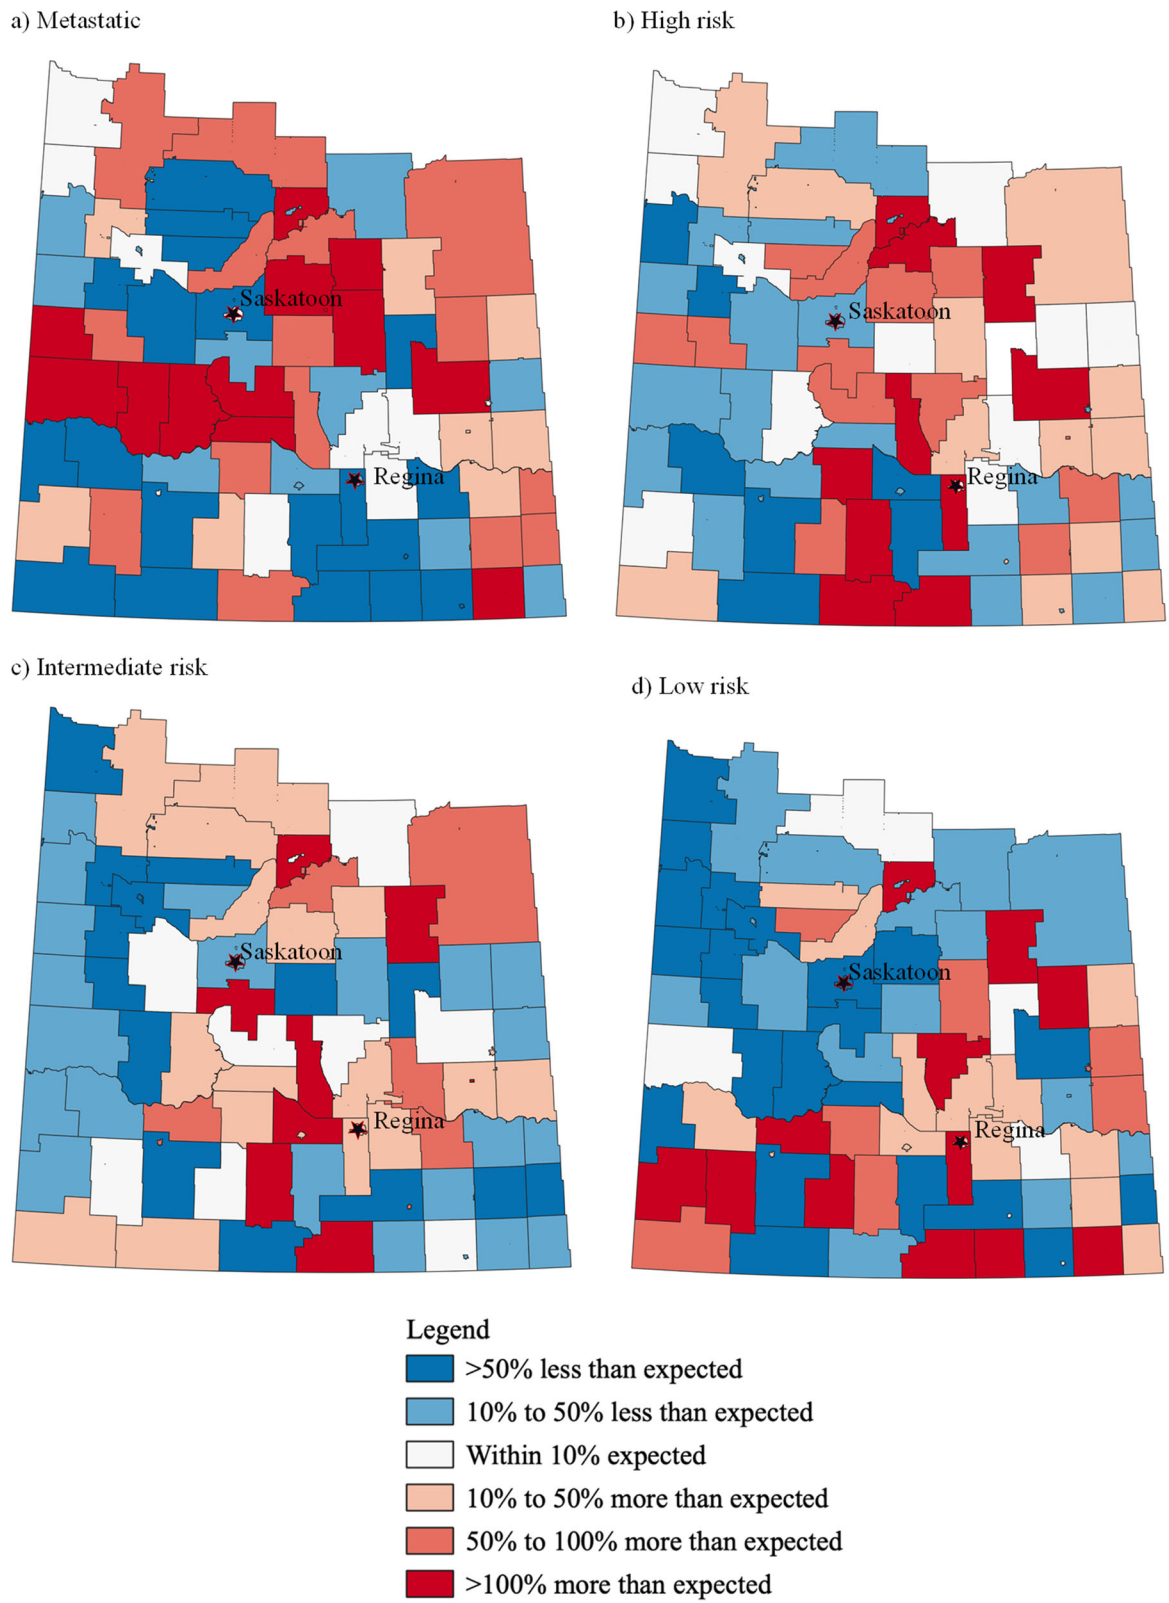 a) Metastatic
b) High risk
Saskatoon
Saskatoon
Regina
Regina
c) Intermediate risk
d) Low risk
Saskatoon
Saskatoon
Regina
Regina
Legend
>50% less than expected
10% to 50% less than expected
Within 10% expected
10% to 50% more than expected
50% to 100% more than expected
>100% more than expected